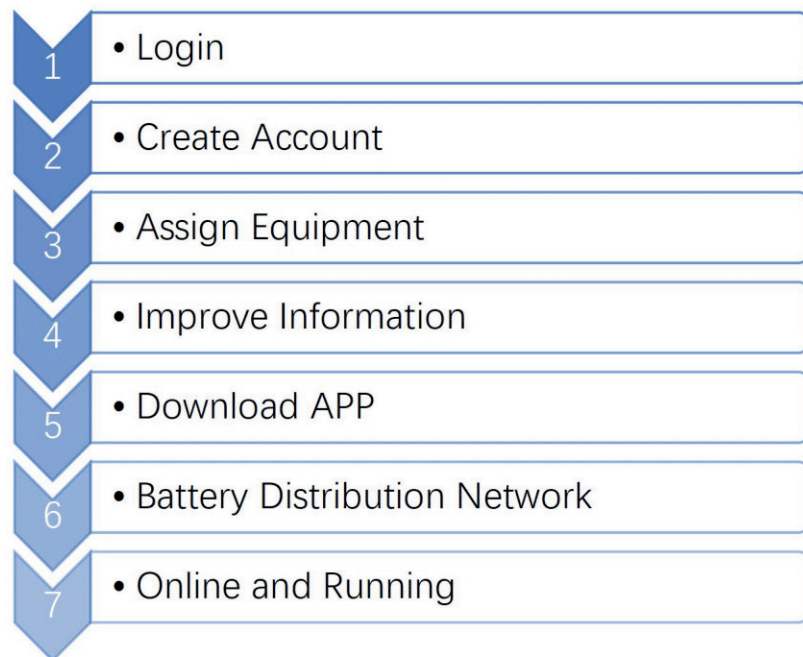 1 • Login
2 • Create Account
3 • Assign Equipment
4 • Improve Information
5 • Download APP
6 • Battery Distribution Network
7 • Online and Running